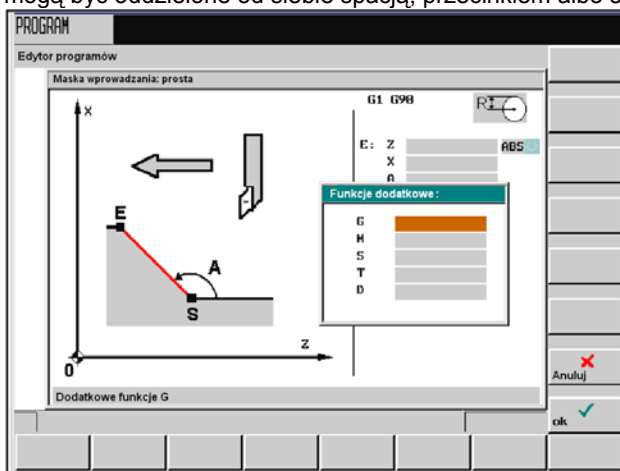 mogą być oddzielone od siebie spacją, przecinkiem albo
PROGRAM
Edytor programów
Maska wprowadzania: prosta
X
G1 G90
R
E: Z ABS
X
A
Funkcje dodatkowe:
G
M
S
T
D
E
A
S
Z
0
Anuluj
Dodatkowe funkcje G
ok